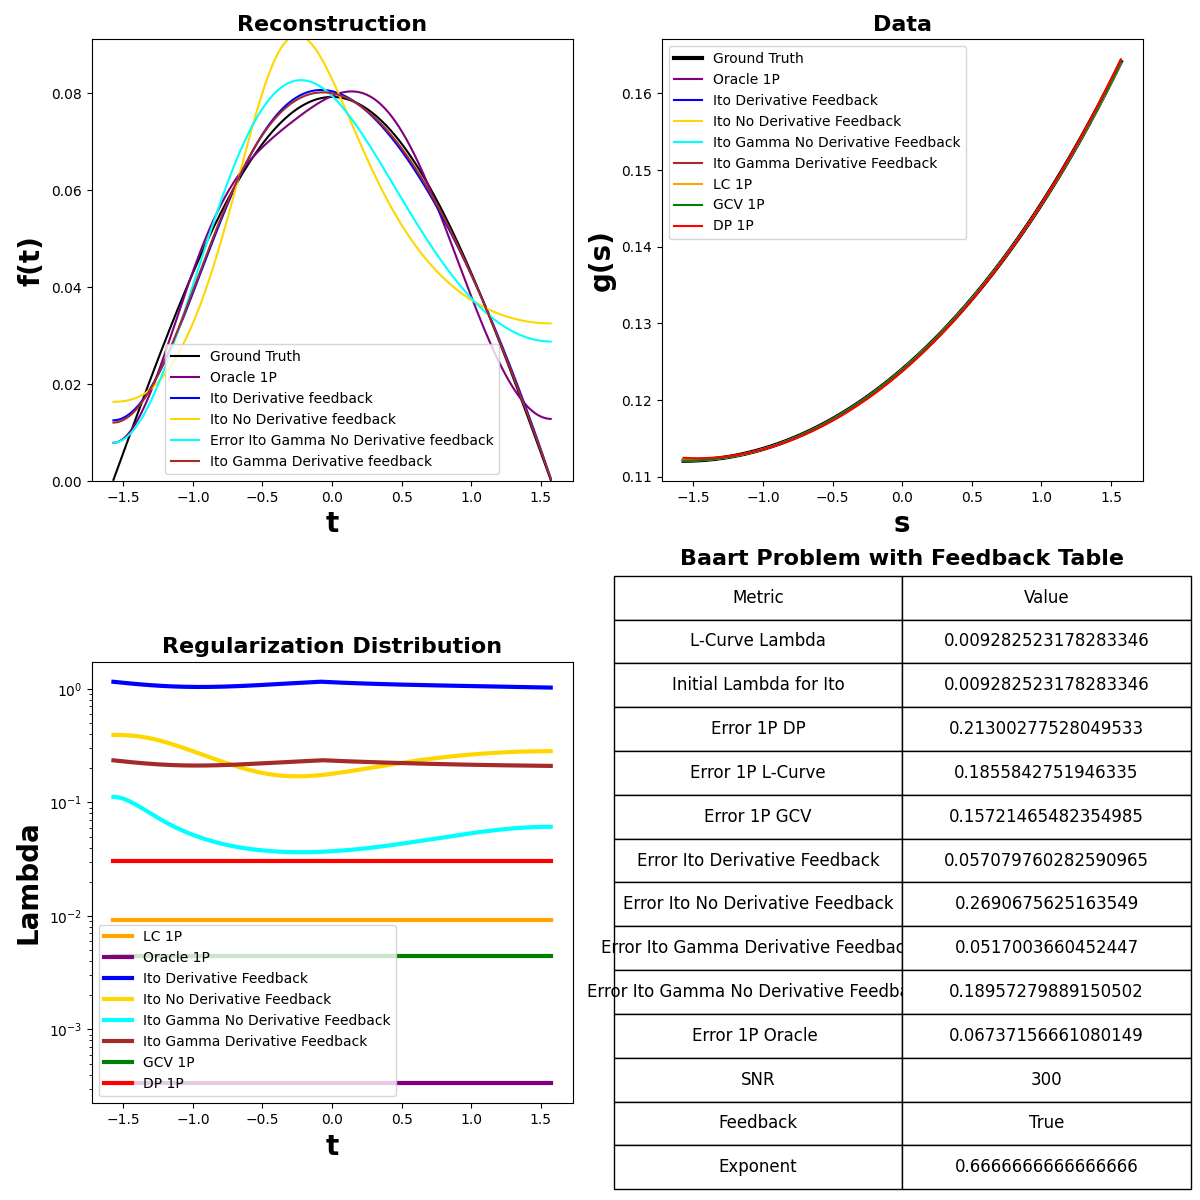 Reconstruction
f(t)
0.08
0.06
0.04
0.02
0.00
Ground Truth
Oracle 1P
Ito Derivative feedback
Ito No Derivative feedback
Error Ito Gamma No Derivative feedback
Ito Gamma Derivative feedback
−1.5 −1.0 −0.5 0.0 0.5 1.0 1.5
t
Data
g(s)
0.16
0.15
0.14
0.13
0.12
0.11
Ground Truth
Oracle 1P
Ito Derivative Feedback
Ito No Derivative Feedback
Ito Gamma No Derivative Feedback
Ito Gamma Derivative Feedback
LC 1P
GCV 1P
DP 1P
−1.5 −1.0 −0.5 0.0 0.5 1.0 1.5
s
Regularization Distribution
Lambda
10⁰
10⁻¹
10⁻²
10⁻³
LC 1P
Oracle 1P
Ito Derivative Feedback
Ito No Derivative Feedback
Ito Gamma No Derivative Feedback
Ito Gamma Derivative Feedback
GCV 1P
DP 1P
−1.5 −1.0 −0.5 0.0 0.5 1.0 1.5
t
Baart Problem with Feedback Table
Metric Value
L-Curve Lambda 0.009282523178283346
Initial Lambda for Ito 0.009282523178283346
Error 1P DP 0.21300277528049533
Error 1P L-Curve 0.1855842751946335
Error 1P GCV 0.15721465482354985
Error Ito Derivative Feedback 0.057079760282590965
Error Ito No Derivative Feedback 0.2690675625163549
Error Ito Gamma Derivative Feedbac 0.0517003660452447
Error Ito Gamma No Derivative Feedba 0.18957279889150502
Error 1P Oracle 0.06737156661080149
SNR 300
Feedback True
Exponent 0.6666666666666666